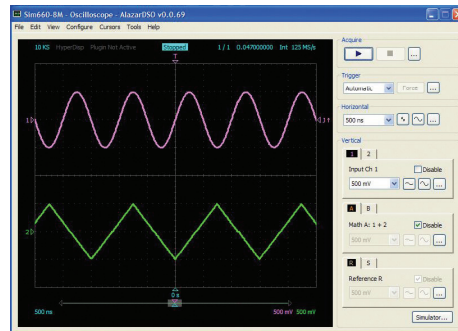 Sim660-8M - Oscilloscope - AlazarDSO v0.0.69
File Edit View Configure Cursors Tools Help
10 KS HyperDisp Plugin Not Active Stopped 1 / 1 0.047000000 Int 125 MS/s
T
1
1
2
0 s
500 ns 500 mV 500 mV
Acquire
...
Trigger
Automatic Force ...
Horizontal
500 ns ...
Vertical
1 2
Input Ch 1 Disable
500 mV ...
A B
Math A: 1 + 2 Disable
500 mV ...
R S
Reference R Disable
500 mV ...
Simulator...